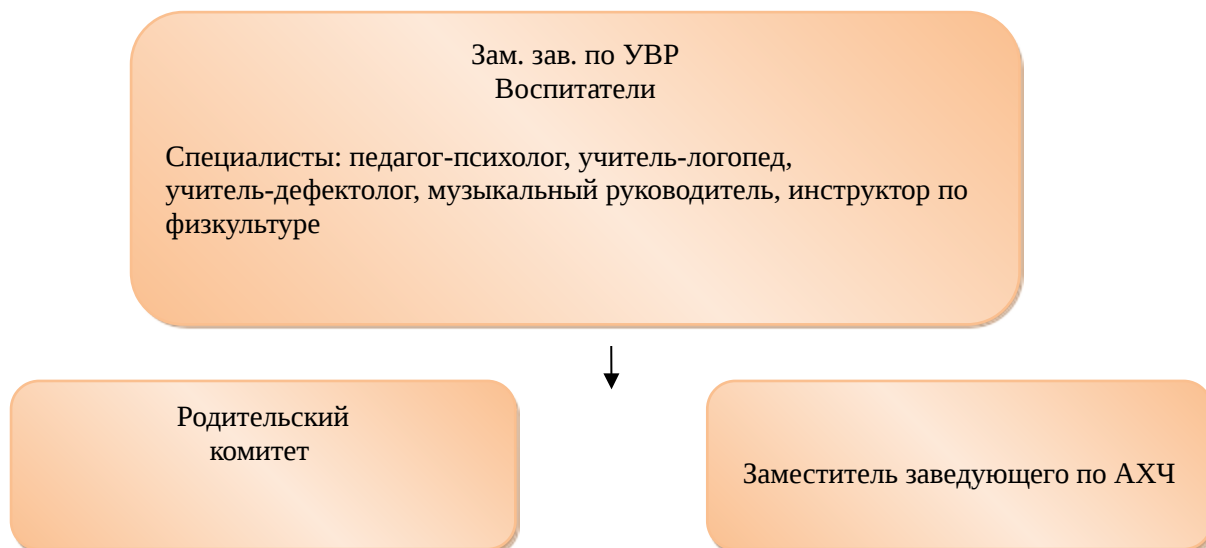 Зам. зав. по УВР
Воспитатели
Специалисты: педагог-психолог, учитель-логопед,
учитель-дефектолог, музыкальный руководитель, инструктор по
физкультуре
Родительский
комитет
Заместитель заведующего по АХЧ